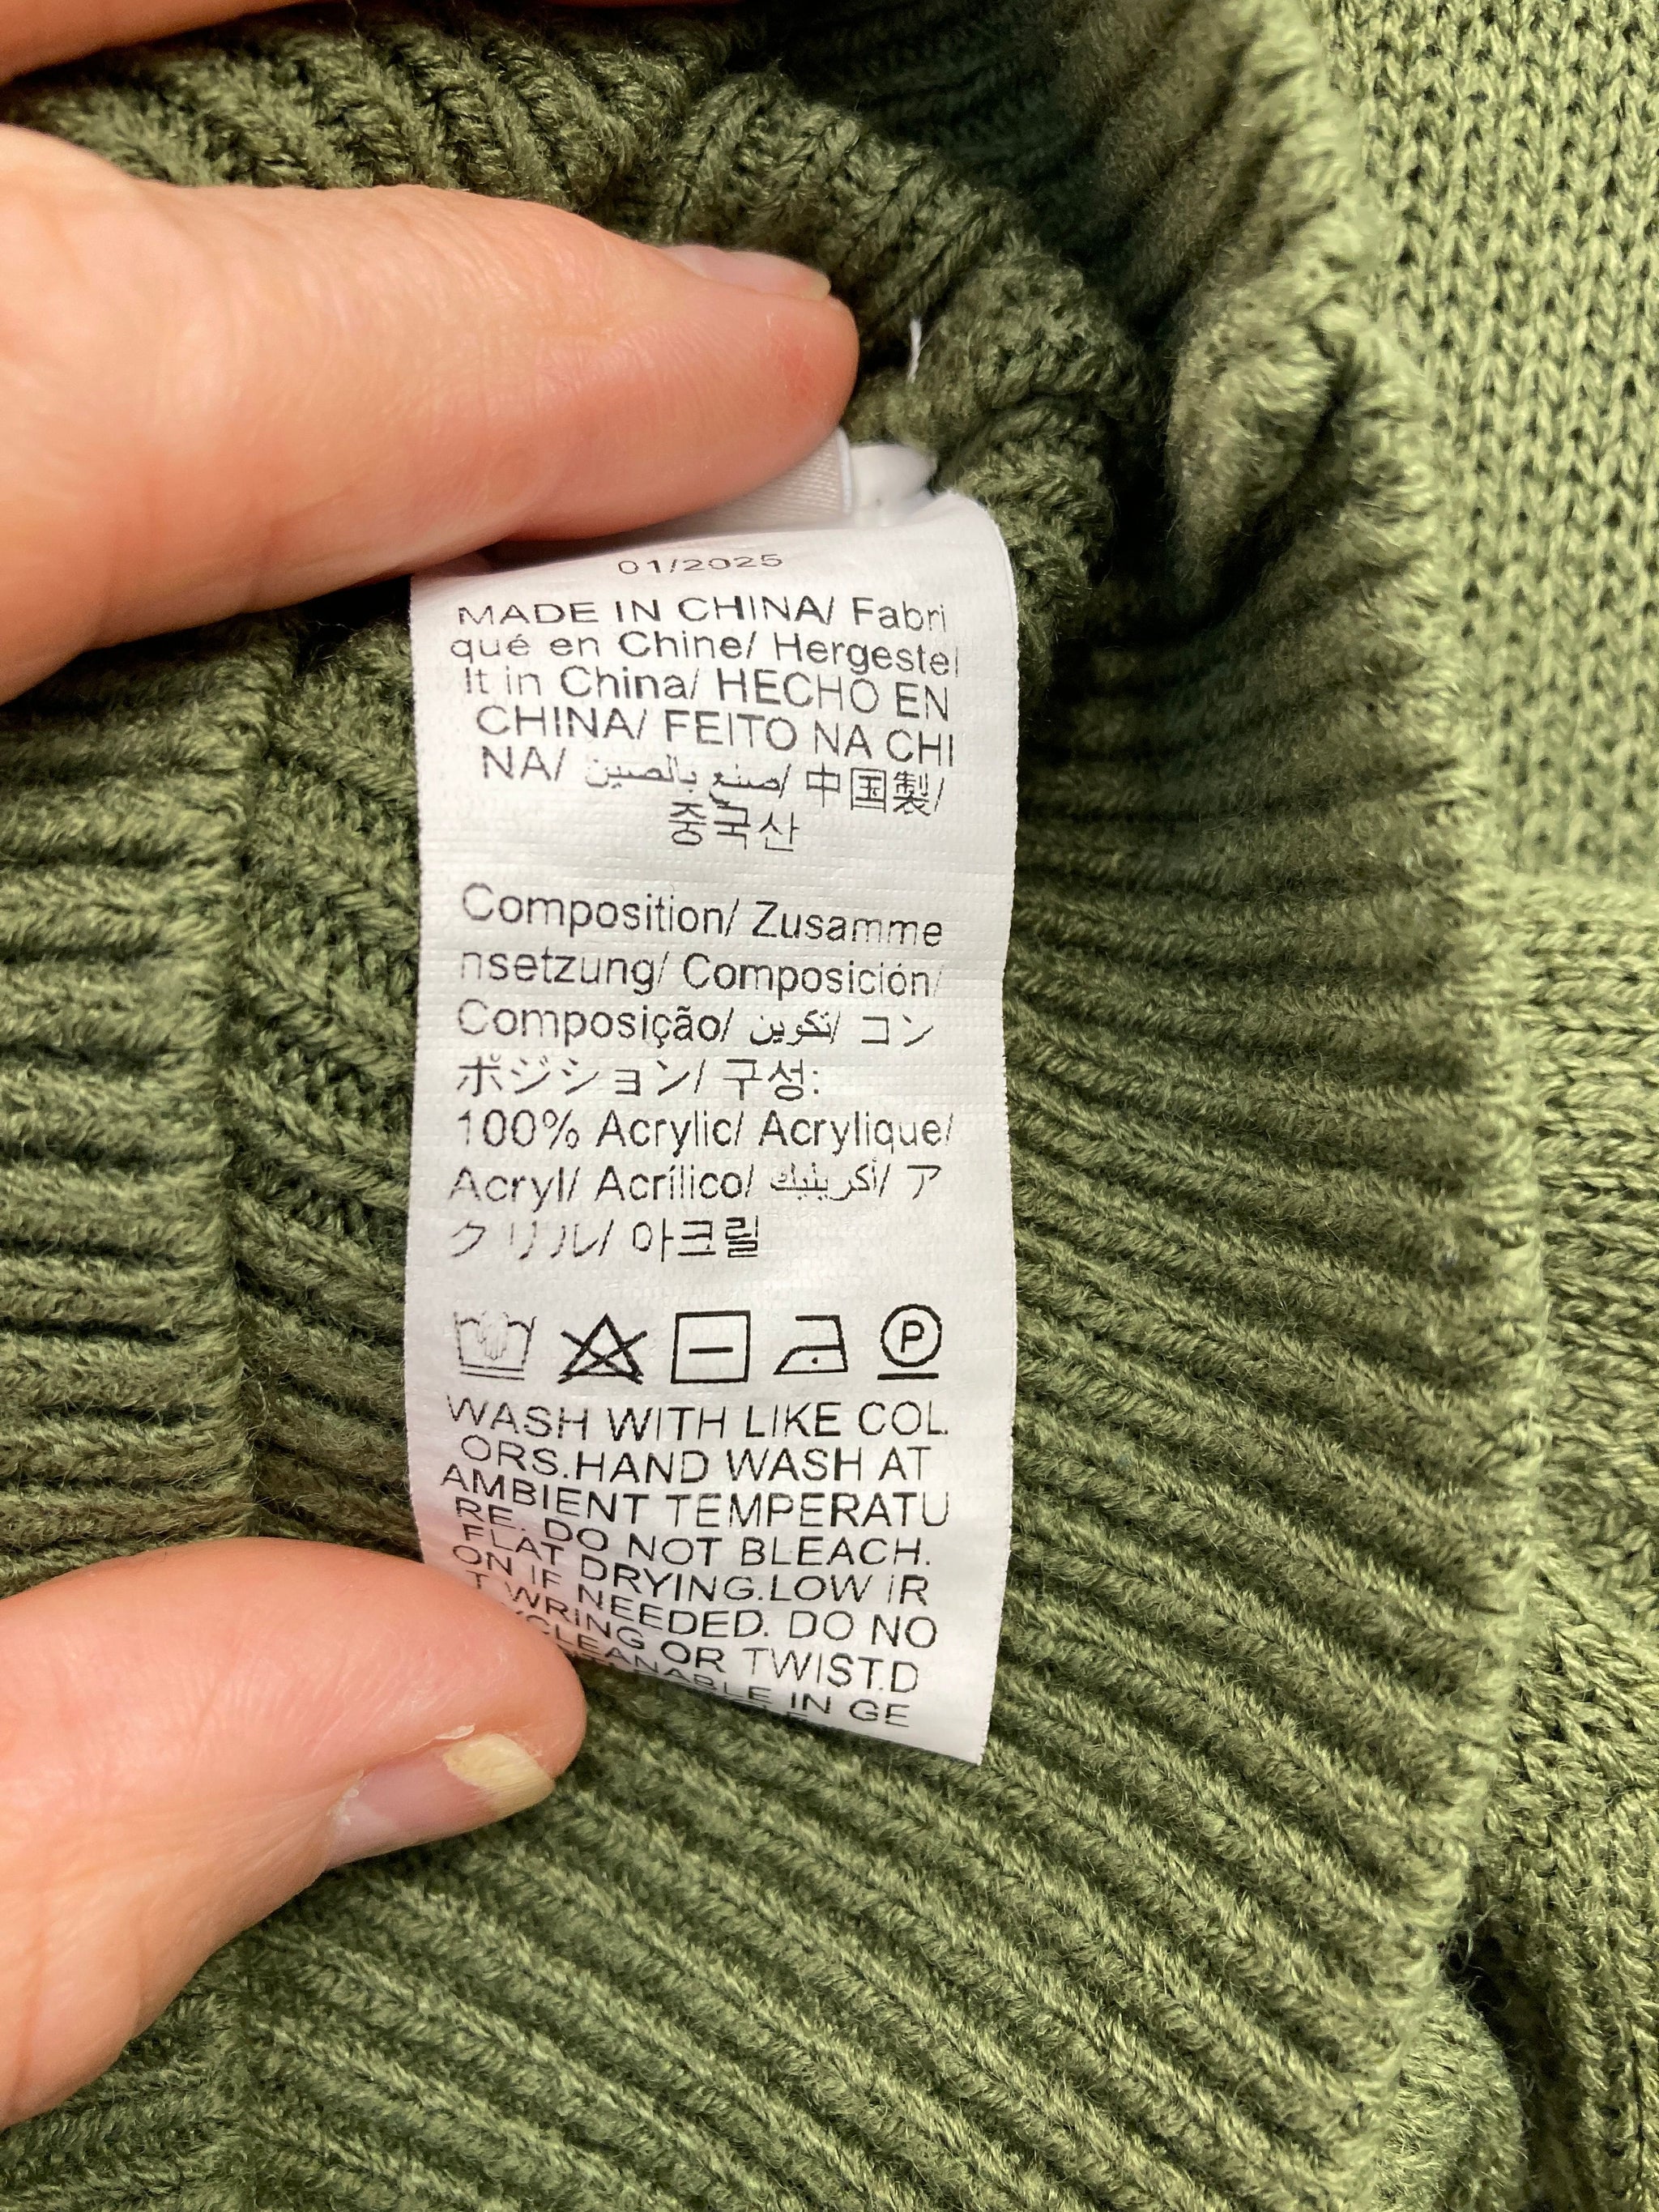 01/2025
MADE IN CHINA/ Fabri
qué en Chine/ Hergestel
lt in China/ HECHO EN
CHINA/ FEITO NA CHI
NA/ صنع بالصين/ 中国製/
중국산
Composition/ Zusamme
nsetzung/ Composición/
Composição/ تكوين/ コン
ポジション/ 구성:
100% Acrylic/ Acrylique/
Acryl/ Acrílico/ أكريليك/ ア
クリル/ 아크릴
P
WASH WITH LIKE COL
ORS.HAND WASH AT
AMBIENT TEMPERATU
RE. DO NOT BLEACH.
FLAT DRYING.LOW IR
ON IF NEEDED. DO NO
T WRING OR TWIST.D
CLEANABLE IN GE